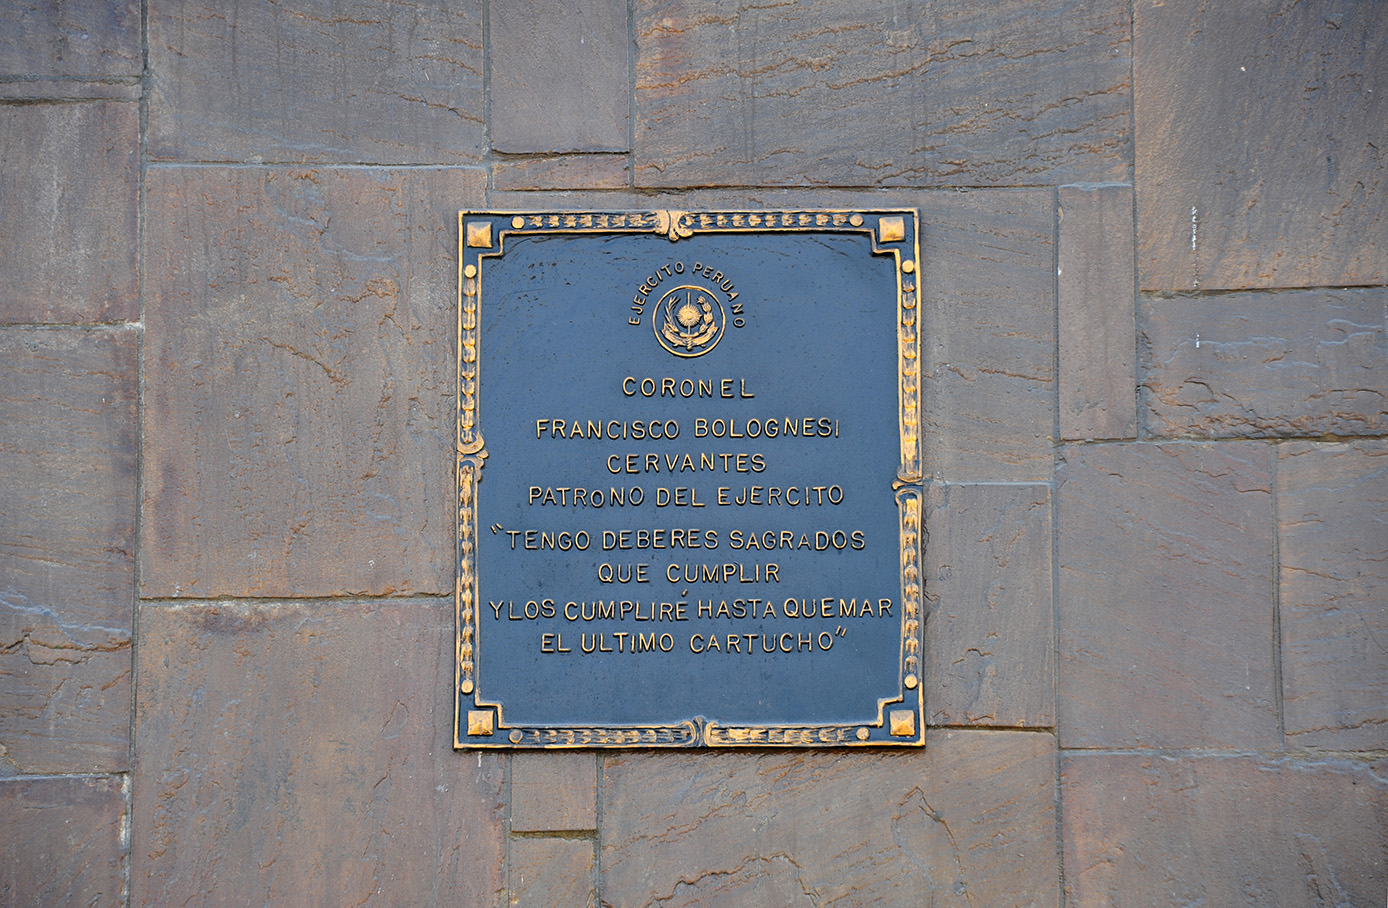 EJERCITO PERUANO
CORONEL
FRANCISCO BOLOGNESI
CERVANTES
PATRONO DEL EJERCITO
"TENGO DEBERES SAGRADOS
QUE CUMPLIR
Y LOS CUMPLIRÉ HASTA QUEMAR
EL ULTIMO CARTUCHO"